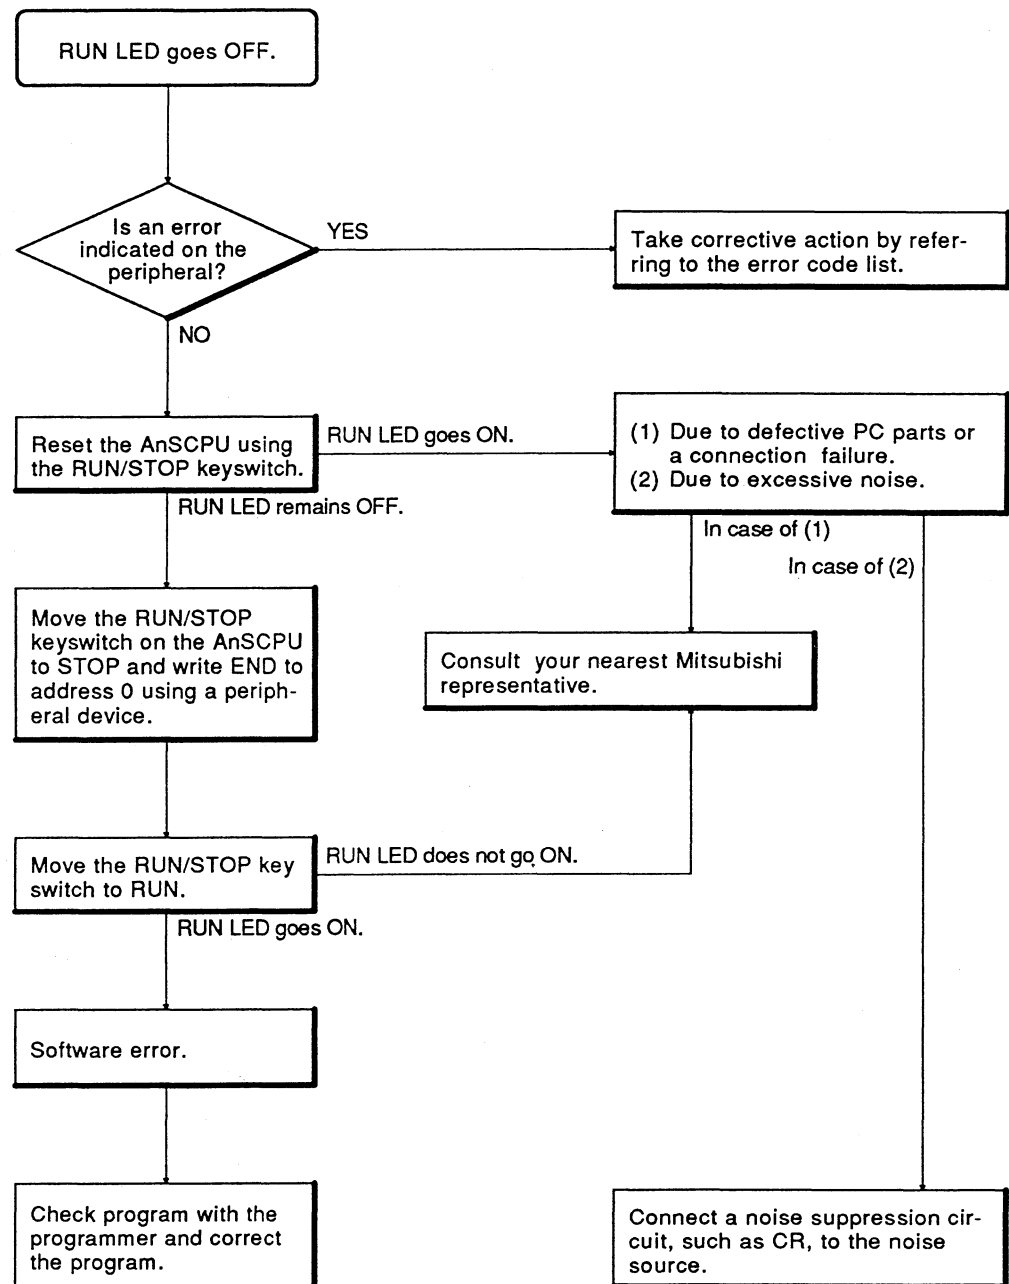 RUN LED goes OFF.
Is an error
indicated on the
peripheral?
YES
Take corrective action by refer-
ring to the error code list.
NO
Reset the AnSCPU using
the RUN/STOP keyswitch.
RUN LED goes ON.
(1) Due to defective PC parts or
a connection failure.
(2) Due to excessive noise.
RUN LED remains OFF.
In case of (1)
In case of (2)
Move the RUN/STOP
keyswitch on the AnSCPU
to STOP and write END to
address 0 using a periph-
eral device.
Consult your nearest Mitsubishi
representative.
Move the RUN/STOP key
switch to RUN.
RUN LED does not go ON.
RUN LED goes ON.
Software error.
Check program with the
programmer and correct
the program.
Connect a noise suppression cir-
cuit, such as CR, to the noise
source.